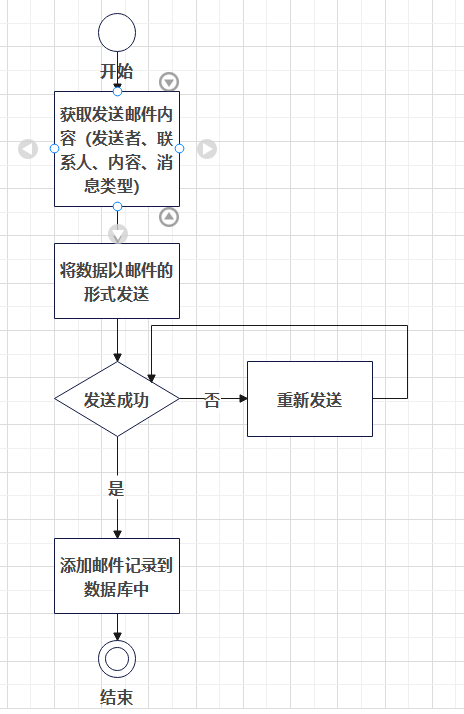 开始
获取发送邮件内
容（发送者、联
系人、内容、消
息类型）
将数据以邮件的
形式发送
发送成功
否
重新发送
是
添加邮件记录到
数据库中
结束